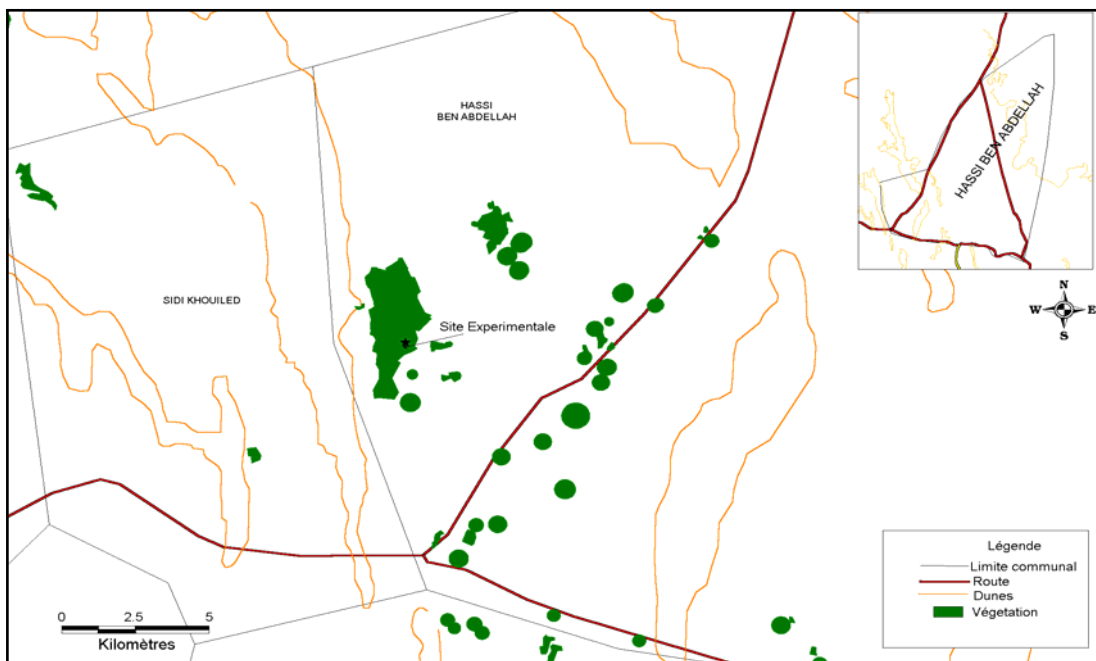 HASSI
BEN ABDELLAH
HASSI BEN ABDELLAH
SIDI KHOUILED
Site Experimentale
N
W E
S
0 2.5 5
Kilomètres
Légende
Limite communal
Route
Dunes
Végetation